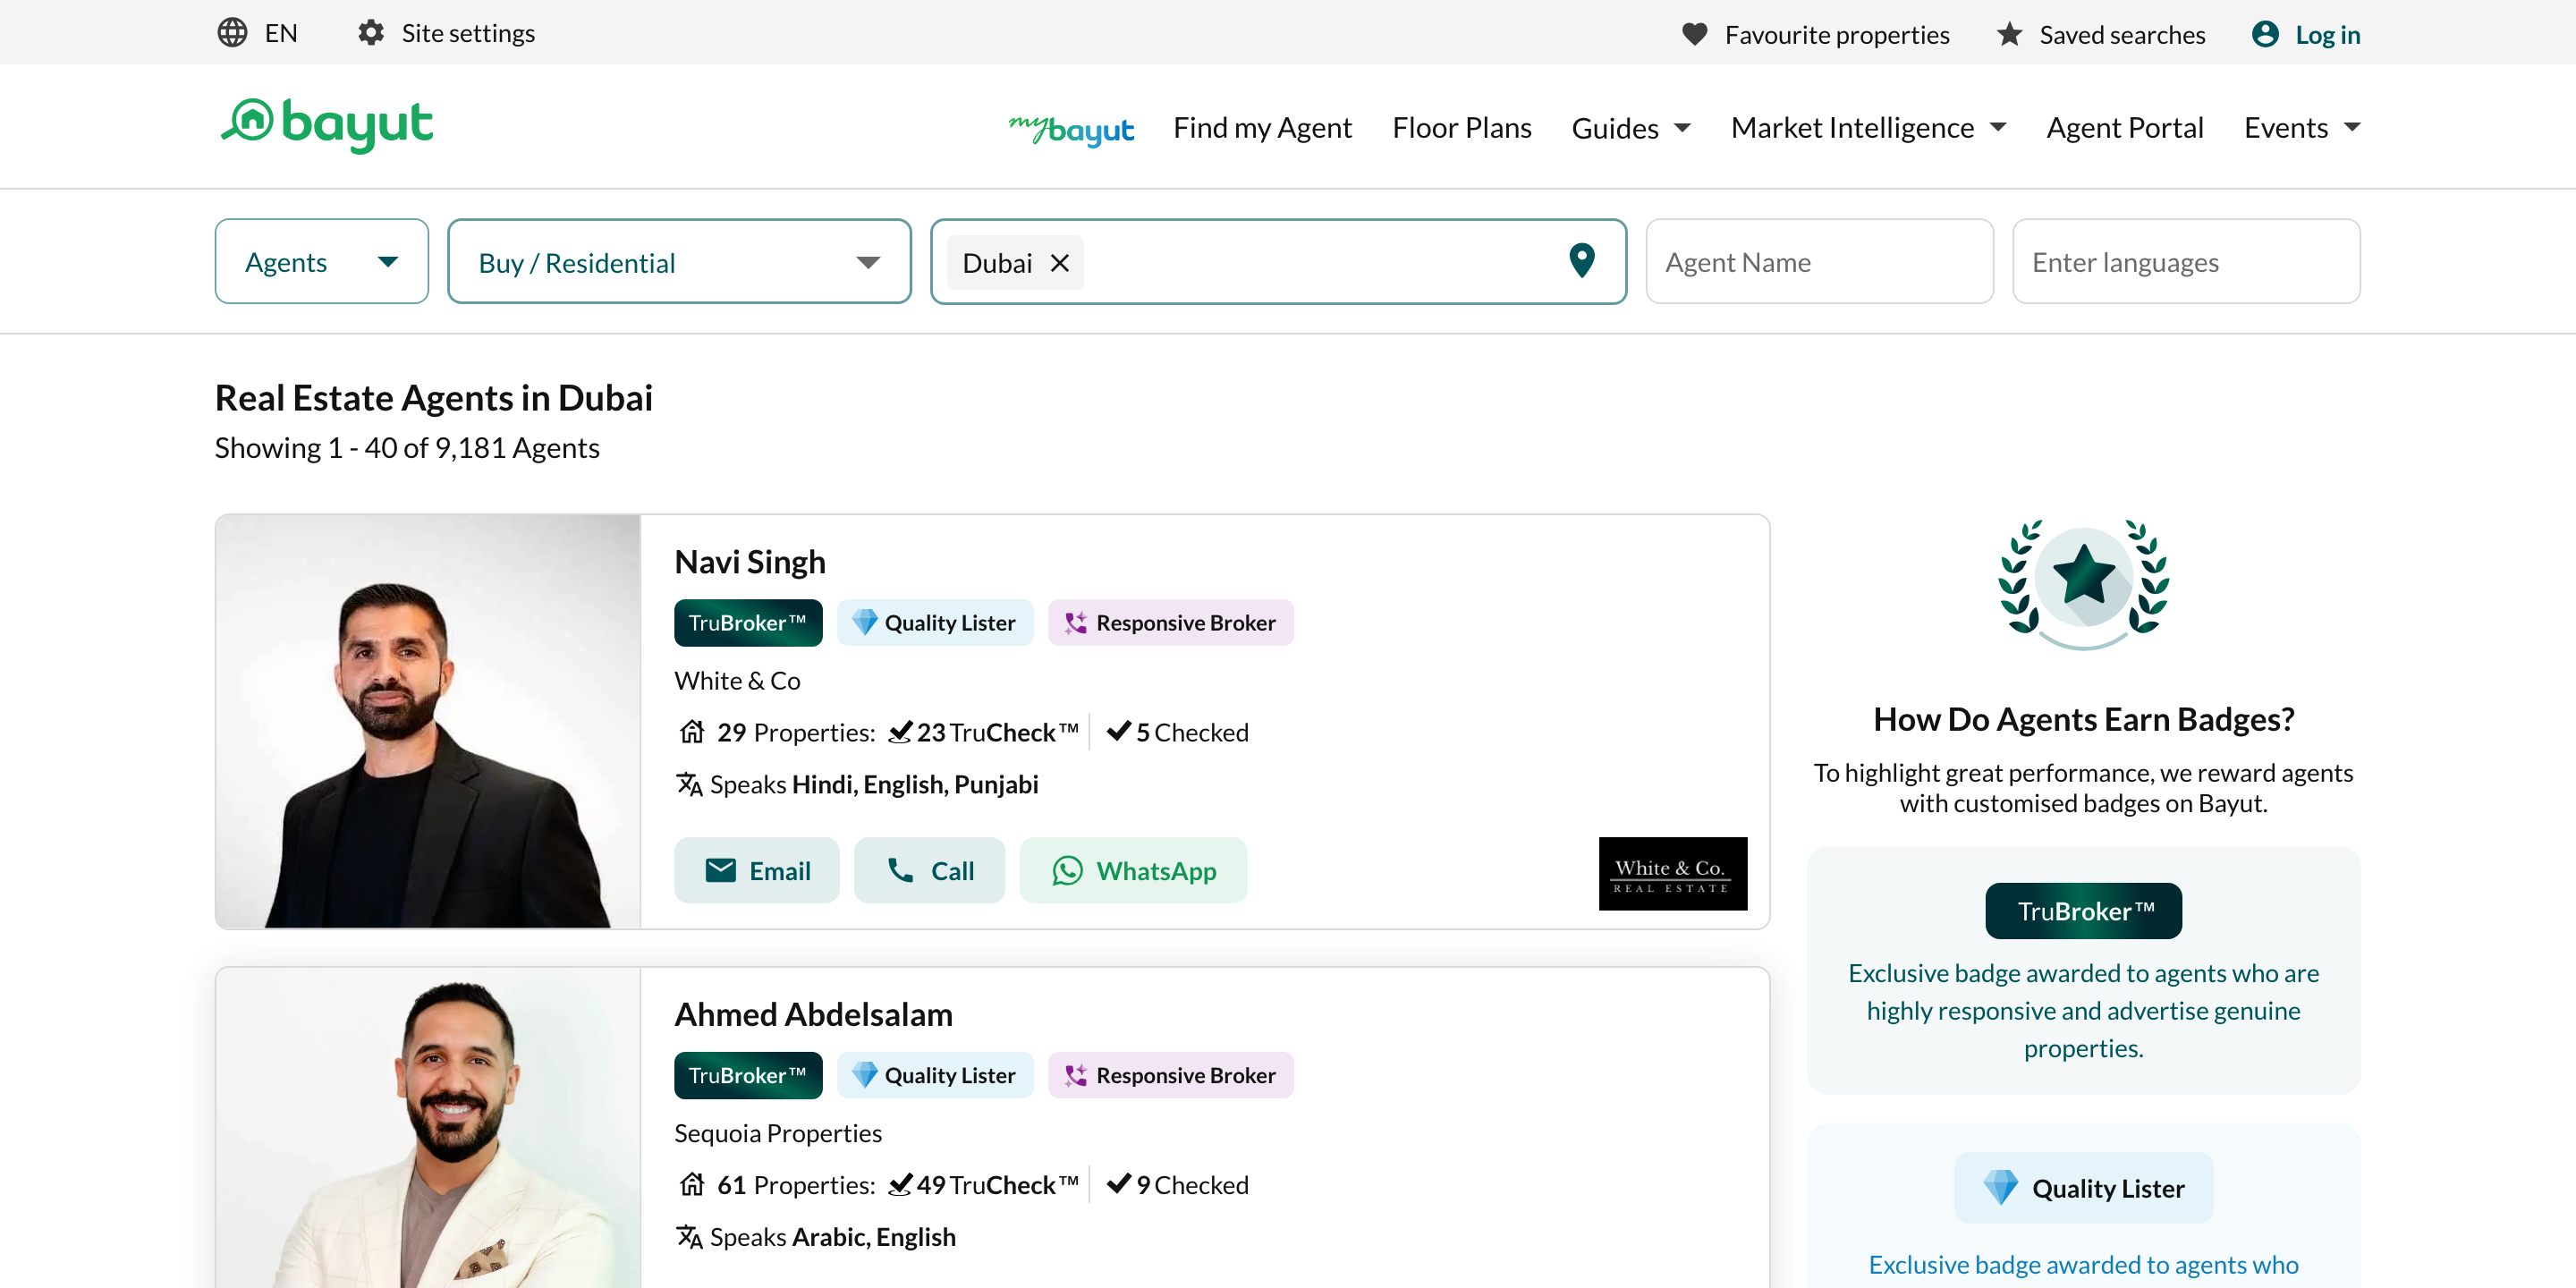 EN Site settings Favourite properties Saved searches Log in
bayut mybayut Find my Agent Floor Plans Guides Market Intelligence Agent Portal Events
Agents Buy / Residential Dubai Agent Name Enter languages
Real Estate Agents in Dubai
Showing 1 - 40 of 9,181 Agents
Navi Singh
TruBroker™ Quality Lister Responsive Broker
White & Co
29 Properties: 23 TruCheck™ 5 Checked
Speaks Hindi, English, Punjabi
Email Call WhatsApp
White & Co.
REAL ESTATE
Ahmed Abdelsalam
TruBroker™ Quality Lister Responsive Broker
Sequoia Properties
61 Properties: 49 TruCheck™ 9 Checked
Speaks Arabic, English
How Do Agents Earn Badges?
To highlight great performance, we reward agents
with customised badges on Bayut.
TruBroker™
Exclusive badge awarded to agents who are
highly responsive and advertise genuine
properties.
Quality Lister
Exclusive badge awarded to agents who